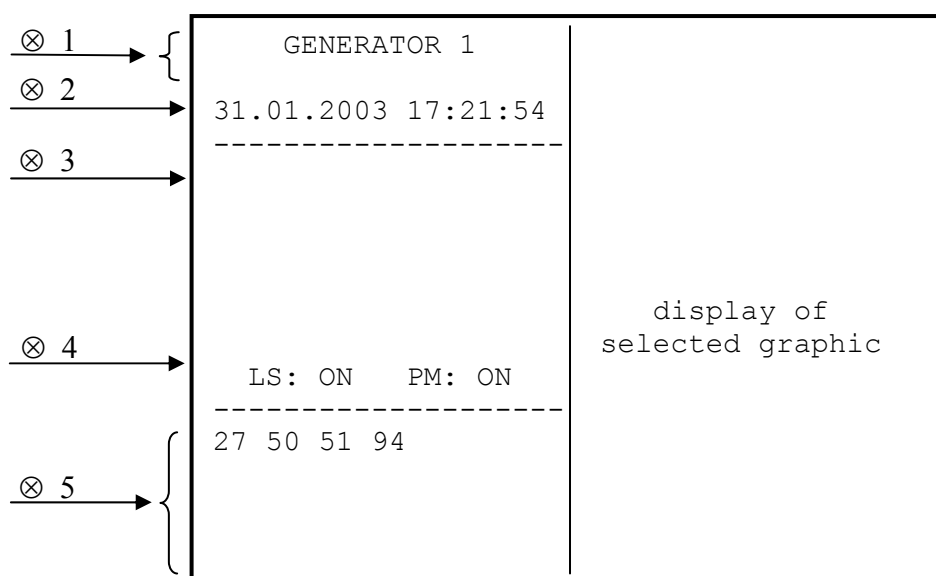 ⊗ 1
GENERATOR 1
⊗ 2
31.01.2003 17:21:54
--------------------
⊗ 3
display of
selected graphic
⊗ 4
LS: ON PM: ON
--------------------
27 50 51 94
⊗ 5